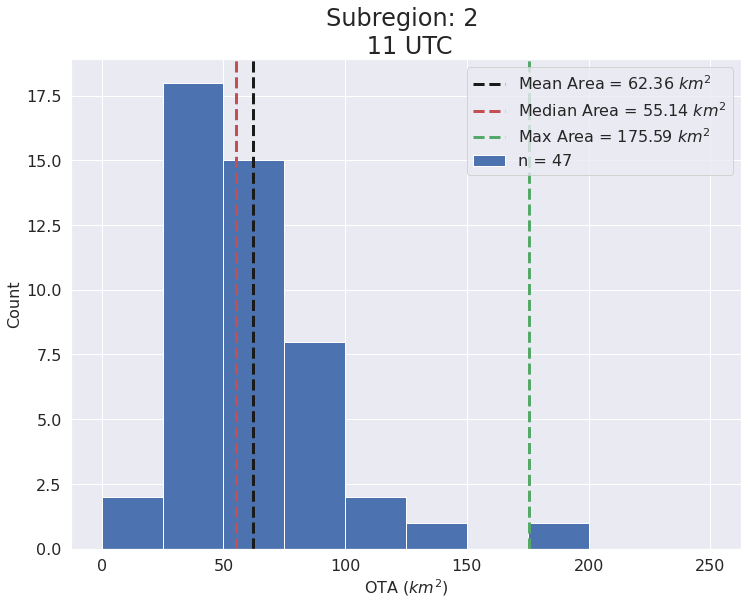 Subregion: 2
11 UTC
Mean Area = 62.36 km²
Median Area = 55.14 km²
Max Area = 175.59 km²
n = 47
Count
17.5
15.0
12.5
10.0
7.5
5.0
2.5
0.0
0 50 100 150 200 250
OTA (km²)